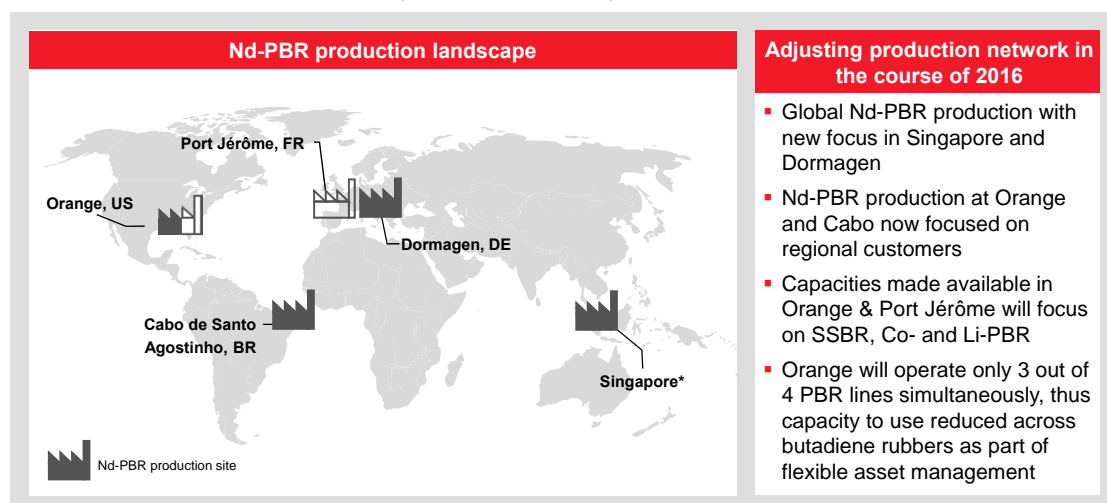 Nd-PBR production landscape
Port Jérôme, FR
Orange, US
Dormagen, DE
Cabo de Santo
Agostinho, BR
Singapore*
Nd-PBR production site
Adjusting production network in
the course of 2016
▪ Global Nd-PBR production with
new focus in Singapore and
Dormagen
▪ Nd-PBR production at Orange
and Cabo now focused on
regional customers
▪ Capacities made available in
Orange & Port Jérôme will focus
on SSBR, Co- and Li-PBR
▪ Orange will operate only 3 out of
4 PBR lines simultaneously, thus
capacity to use reduced across
butadiene rubbers as part of
flexible asset management